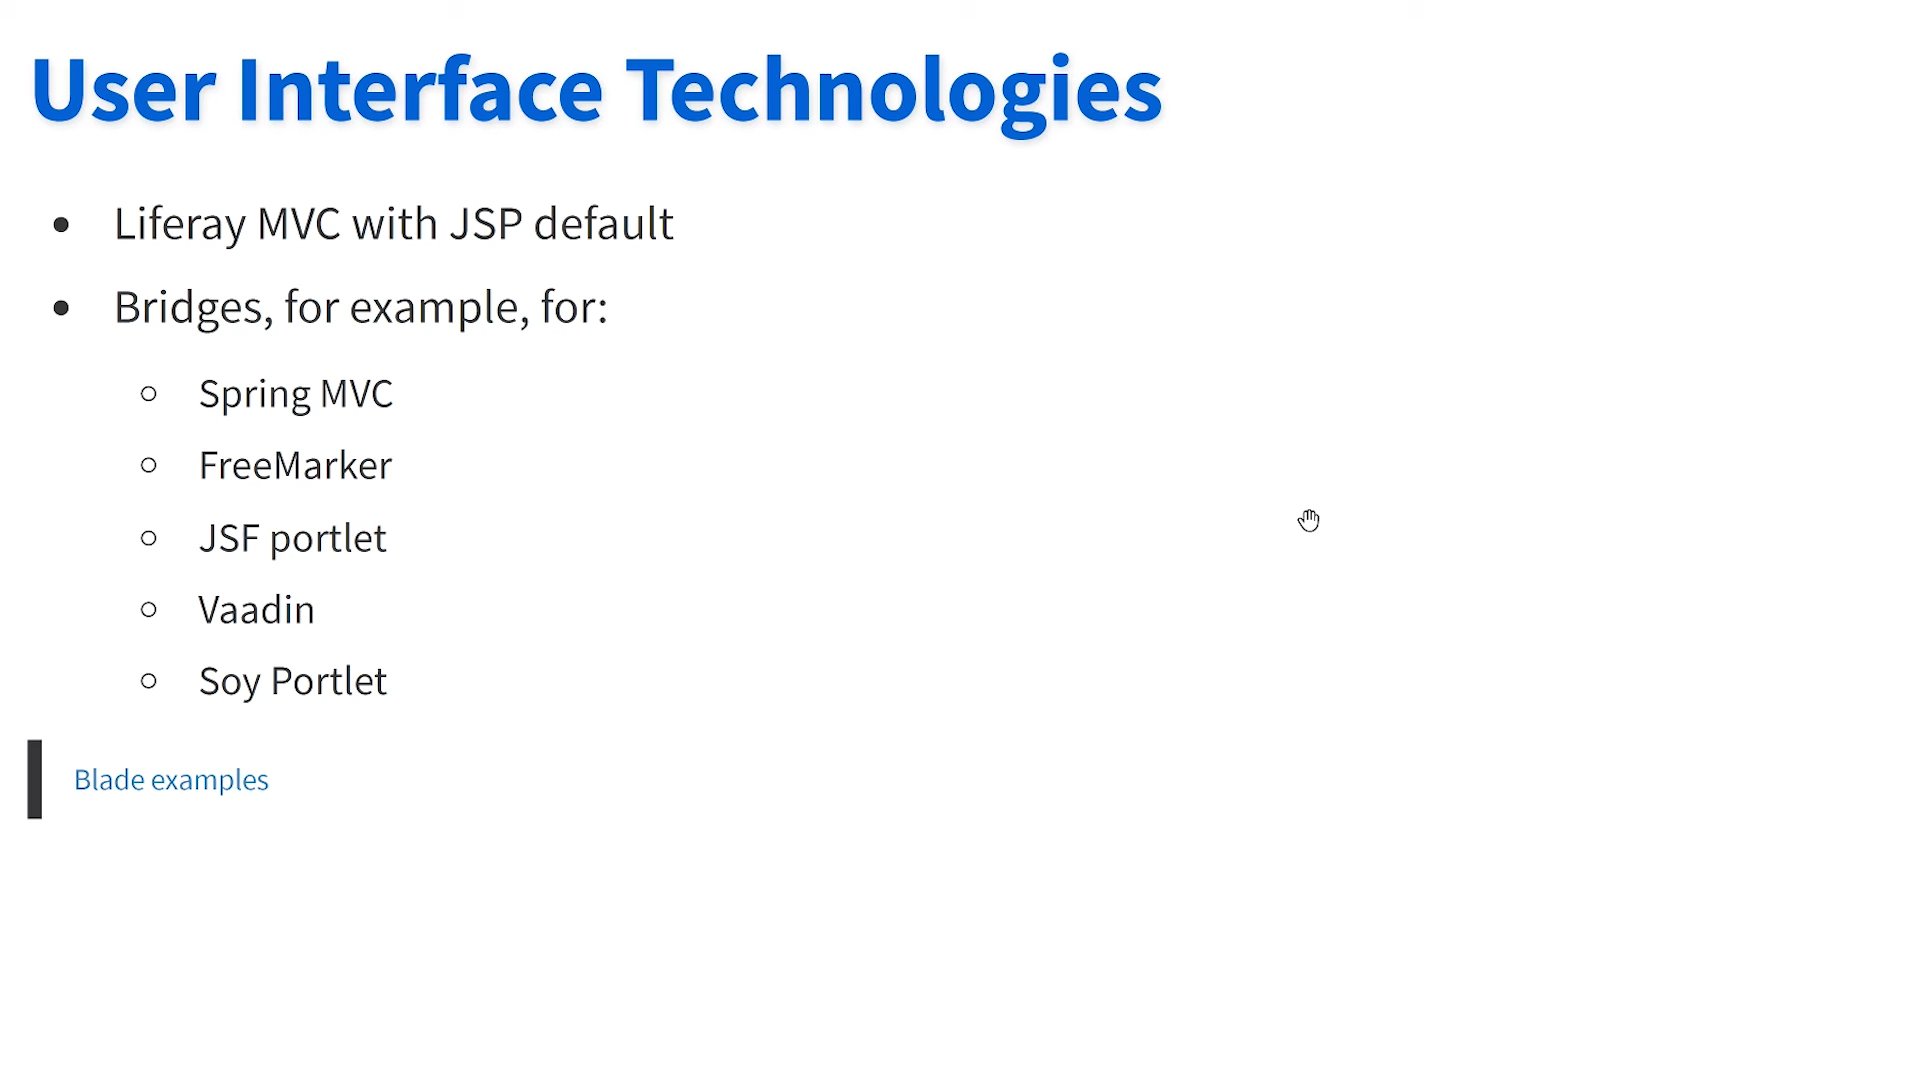 User Interface Technologies
Liferay MVC with JSP default
Bridges, for example, for:
Spring MVC
FreeMarker
JSF portlet
Vaadin
Soy Portlet
Blade examples